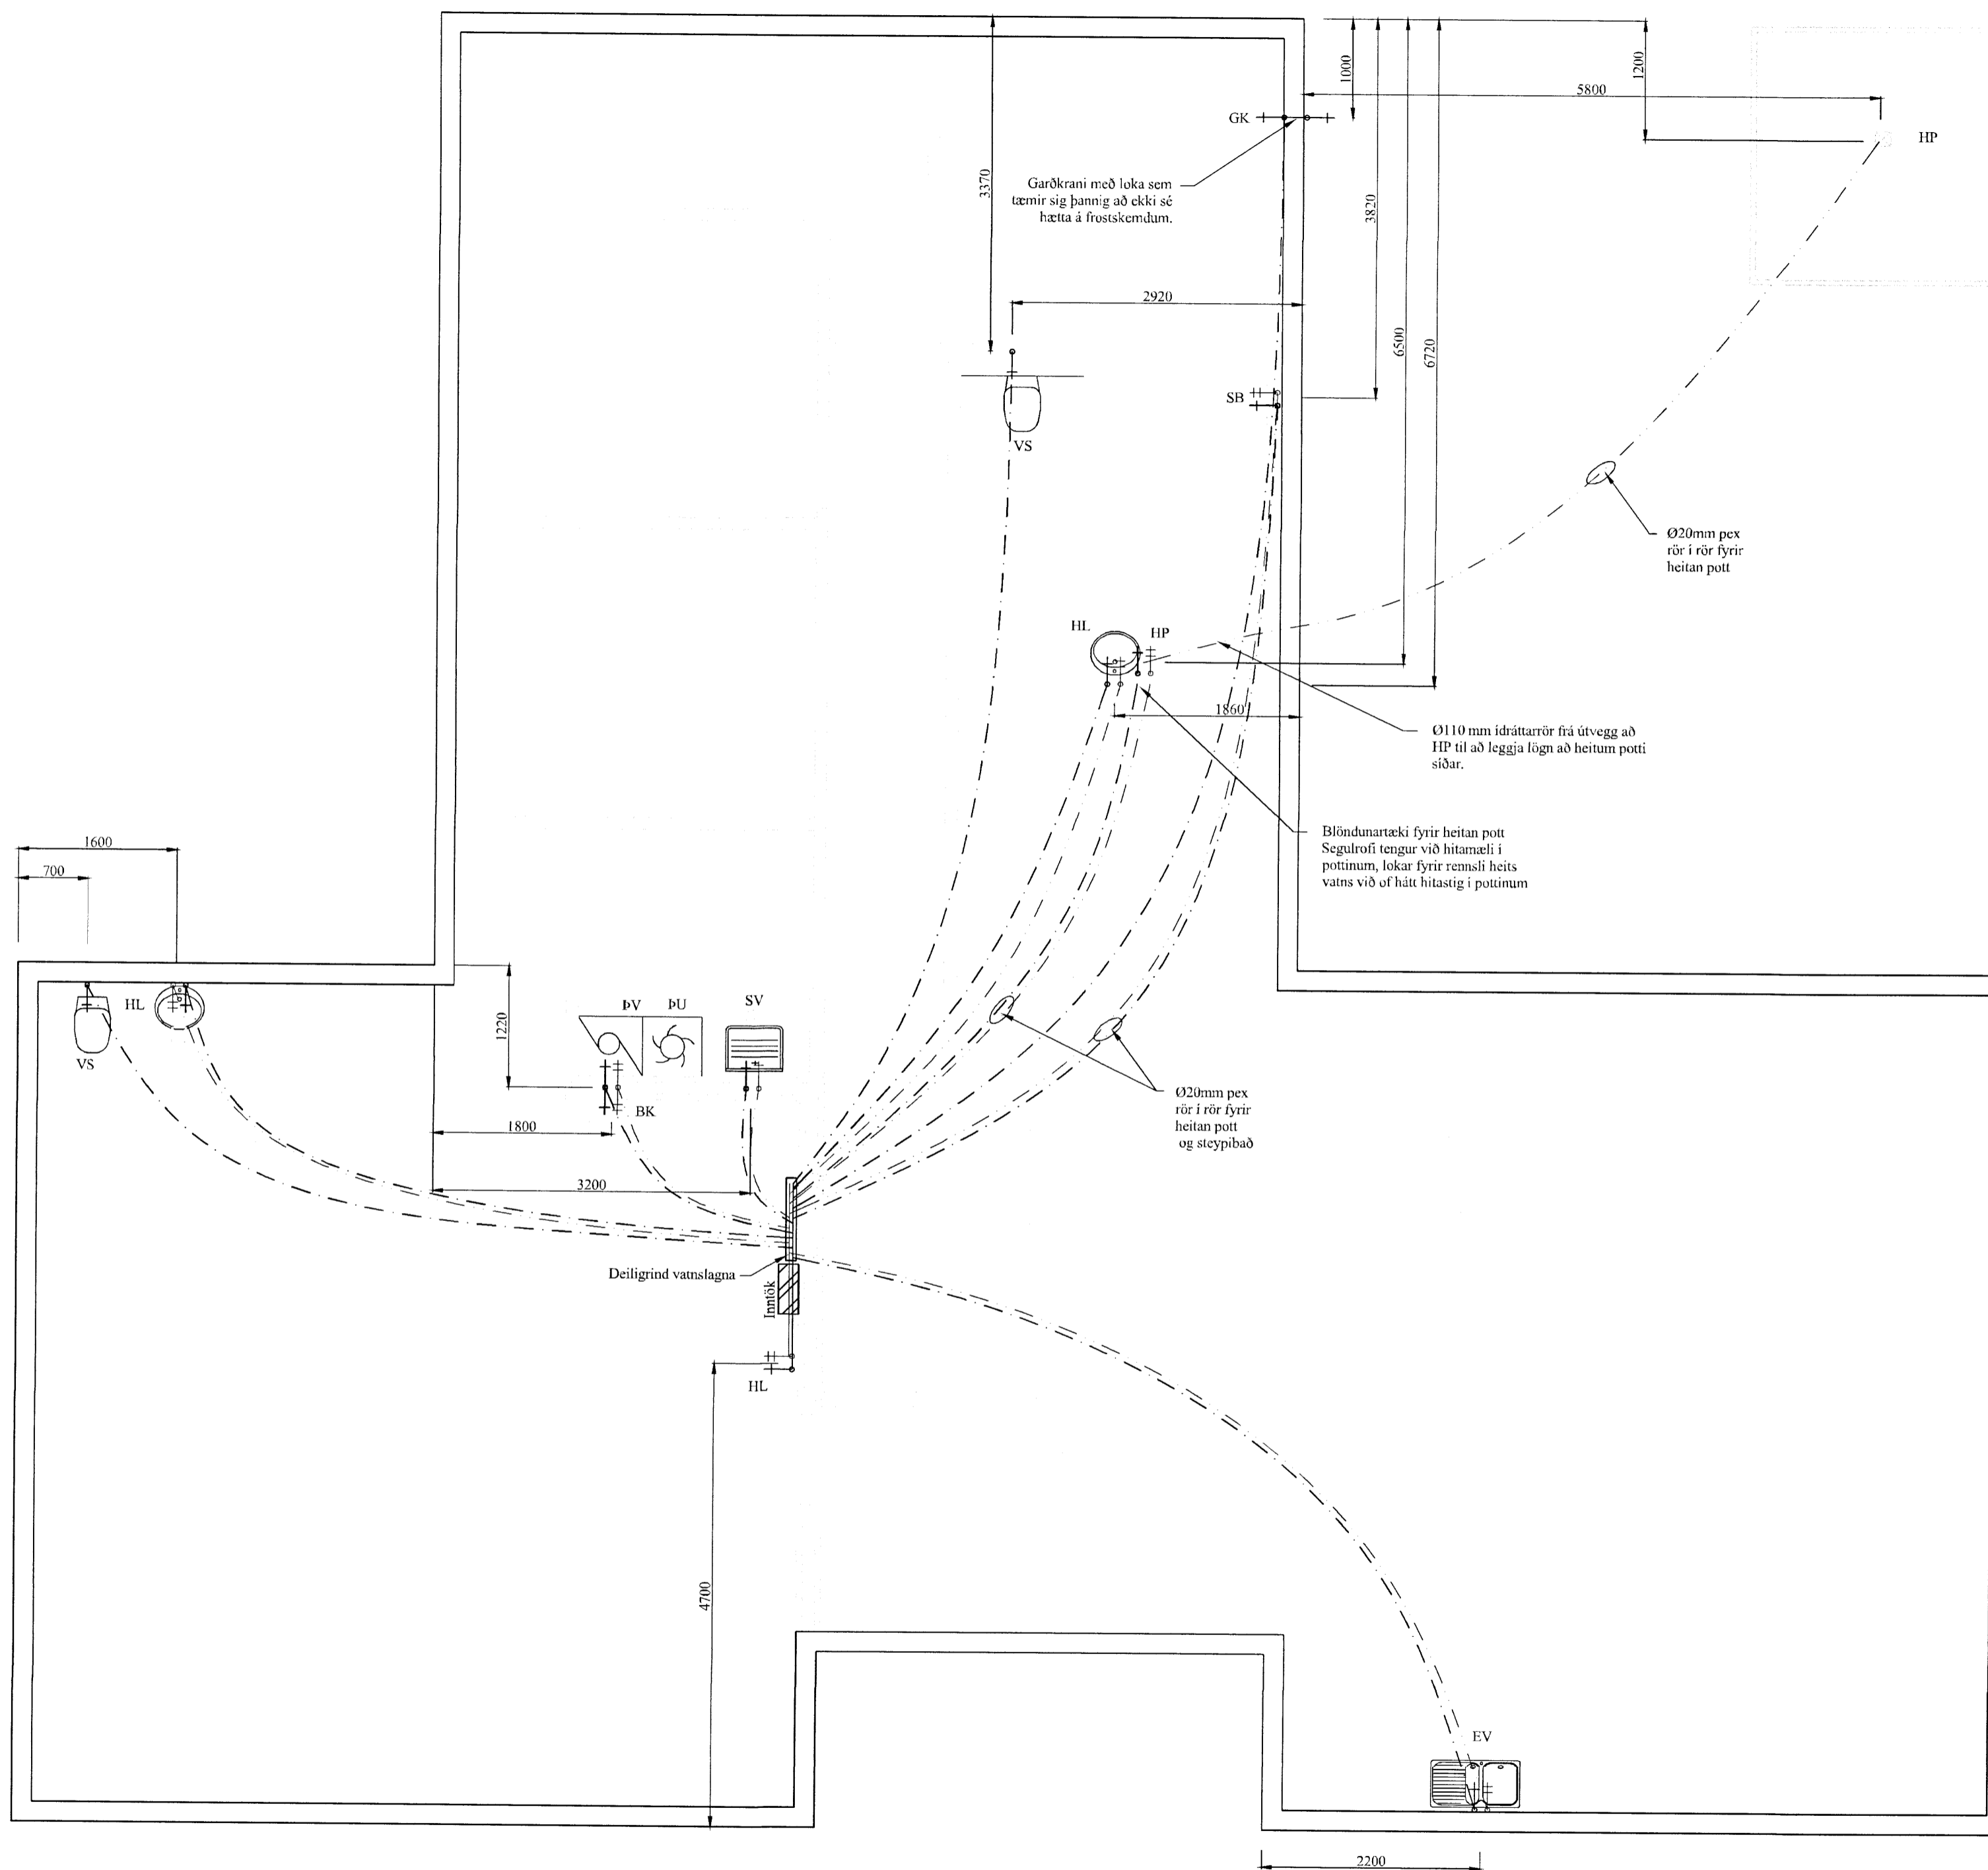 1000
1200
5800
GK
HP
3370
Garðkrani með loka sem
tæmir sig þannig að ekki sé
hætta á frostskemdum.
3820
2920
6500
6720
SB
VS
Ø20mm pex
rör í rör fyrir
heitan pott
HL
HP
1860
Ø110 mm ídráttarrör frá útvegg að
HP til að leggja lögn að heitum potti
síðar.
Blöndunartæki fyrir heitan pott
Segulrofi tengur við hitamæli í
pottinum, lokar fyrir rennsli heits
vatns við of hátt hitastig í pottinum
1600
700
HL
VS
1220
ÞV
ÞU
SV
BK
1800
3200
Ø20mm pex
rör í rör fyrir
heitan pott
og steypibað
Deiligrind vatnslagna
Inntök
HL
4700
EV
2200